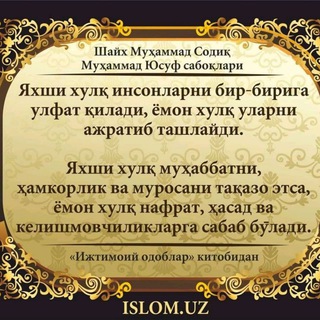 Шайх Муҳаммад Содиқ
Муҳаммад Юсуф сабоқлари
Яхши хулқ инсонларни бир-бирига
улфат қилади, ёмон хулқ уларни
ажратиб ташлайди.
Яхши хулқ муҳаббатни,
ҳамкорлик ва муросани тақазо этса,
ёмон хулқ нафрат, ҳасад ва
келишмовчиликларга сабаб бўлади.
«Ижтимоий одоблар» китобидан
ISLOM.UZ